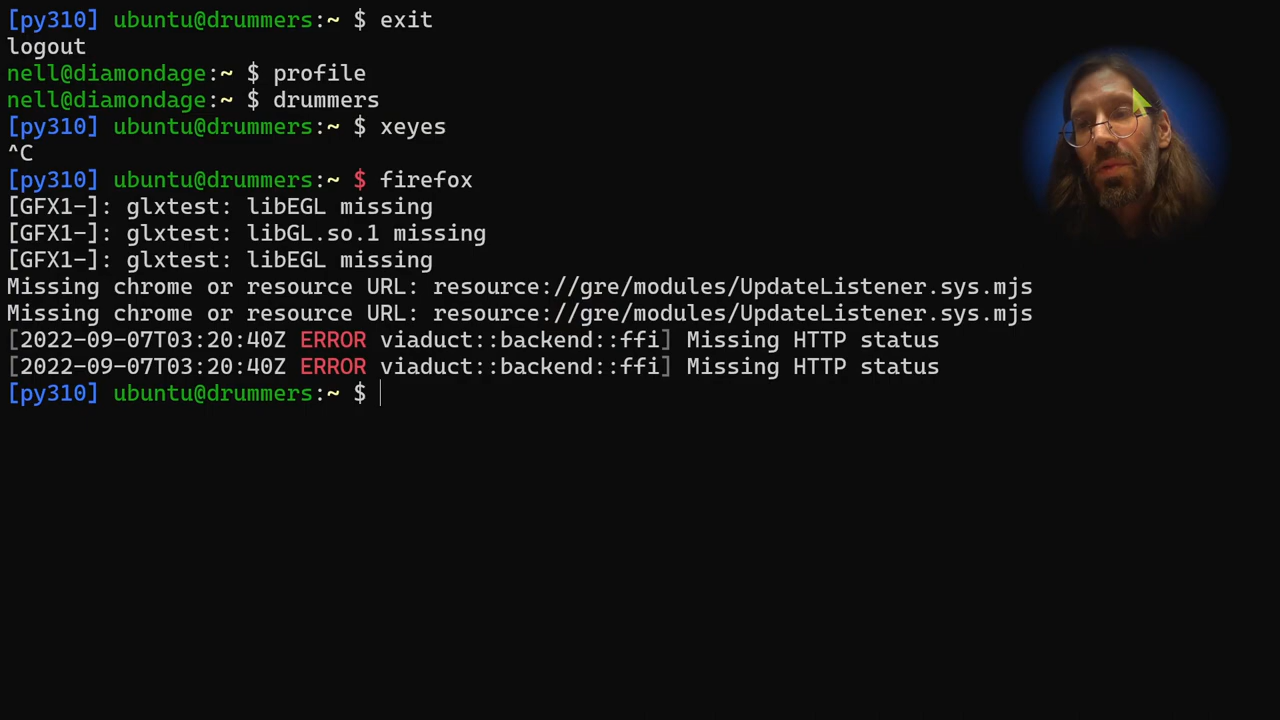 [py310] ubuntu@drummers:~ $ exit
logout
nell@diamondage:~ $ profile
nell@diamondage:~ $ drummers
[py310] ubuntu@drummers:~ $ xeyes
^C
[py310] ubuntu@drummers:~ $ firefox
[GFX1-]: glxtest: libEGL missing
[GFX1-]: glxtest: libGL.so.1 missing
[GFX1-]: glxtest: libEGL missing
Missing chrome or resource URL: resource://gre/modules/UpdateListener.sys.mjs
Missing chrome or resource URL: resource://gre/modules/UpdateListener.sys.mjs
[2022-09-07T03:20:40Z ERROR viaduct::backend::ffi] Missing HTTP status
[2022-09-07T03:20:40Z ERROR viaduct::backend::ffi] Missing HTTP status
[py310] ubuntu@drummers:~ $